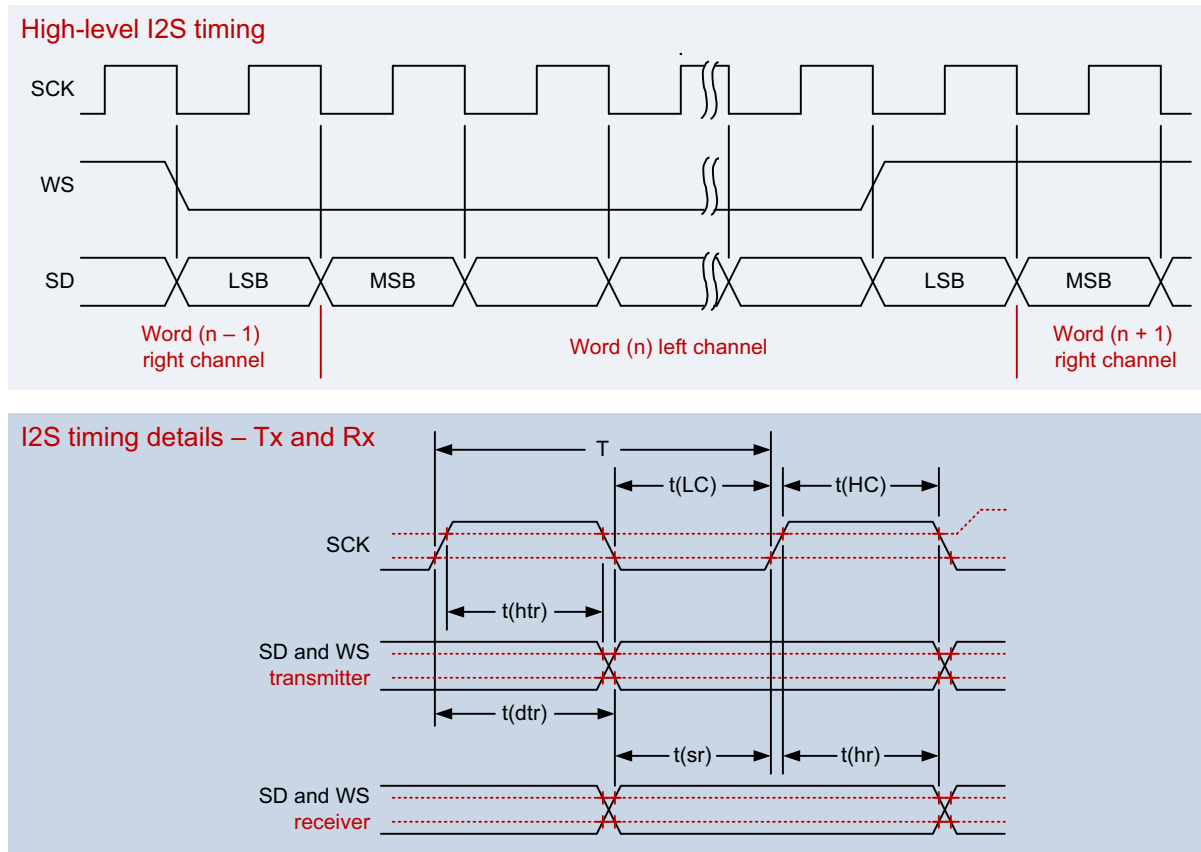 High-level I2S timing
SCK
WS
SD
LSB
MSB
LSB
MSB
Word (n – 1)
right channel
Word (n) left channel
Word (n + 1)
right channel
I2S timing details – Tx and Rx
T
t(LC)
t(HC)
SCK
t(htr)
SD and WS
transmitter
t(dtr)
t(sr)
t(hr)
SD and WS
receiver